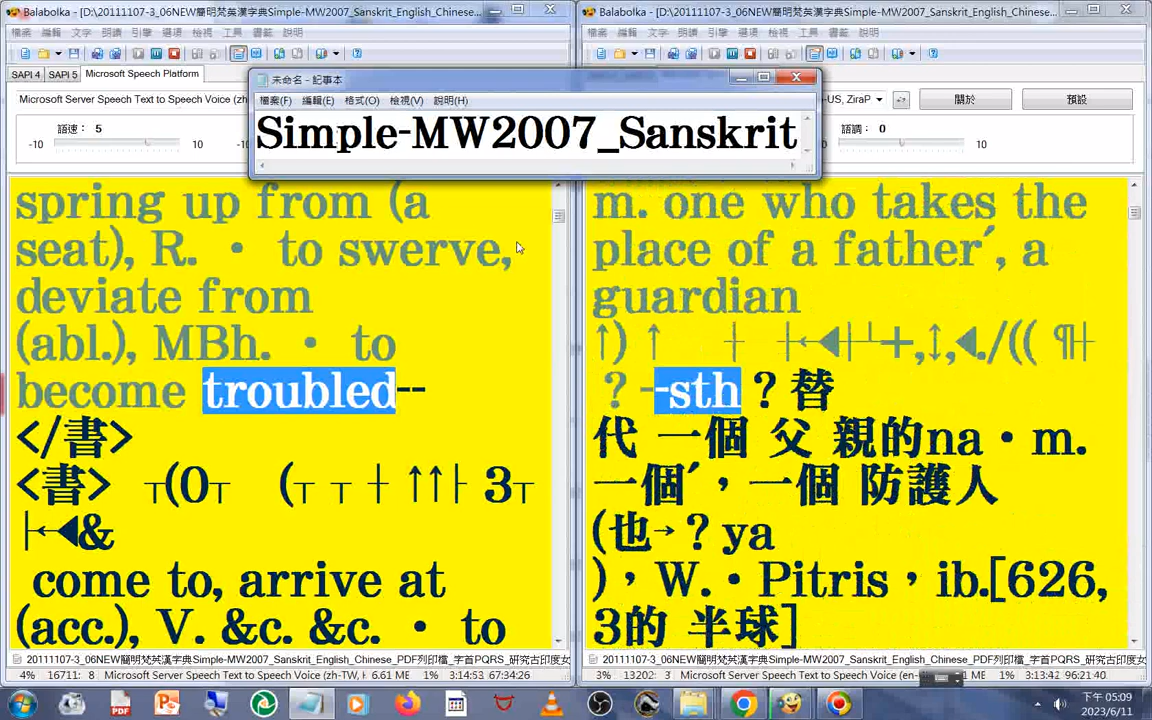 Balabolka - [D:\20111107-3_06NEW簡明梵英漢字典Simple-MW2007_Sanskrit_English_Chinese...
檔案 編輯 文字 朗讀 引擎 選項 檢視 工具 書籤 說明
SAPI 4 SAPI 5 Microsoft Speech Platform
Microsoft Server Speech Text to Speech Voice (zh
語速： 5
-10 10 -10
spring up from (a
seat), R. • to swerve,
deviate from
(abl.), MBh. • to
become troubled--
</書>
<書> ┬(0┬ (┬ ┬ ┼ ↑↑├ 3┬
├←◀&
come to, arrive at
(acc.), V. &c. &c. • to
20111107-3_06NEW簡明梵英漢字典Simple-MW2007_Sanskrit_English_Chinese_PDF列印檔_字首PQRS_研究古印度女
4% 16711: 8 Microsoft Server Speech Text to Speech Voice (zh-TW, H 6.61 ME 1% 3:14:53 67:34:26
未命名 - 記事本
檔案(F) 編輯(E) 格式(O) 檢視(V) 說明(H)
Simple-MW2007_Sanskrit
Balabolka - [D:\20111107-3_06NEW簡明梵英漢字典Simple-MW2007_Sanskrit_English_Chinese...
檔案 編輯 文字 朗讀 引擎 選項 檢視 工具 書籤 說明
-US, ZiraP 關於 預設
語調： 0
10
m. one who takes the
place of a father′, a
guardian
↑) ↑ ┼ ├←◀├┴+,↕,◀./(( ¶├
? --sth ? 替
代 一個 父 親的na • m.
一個′，一個 防護人
(也→ ? ya
)，W. • Pitris，ib.[626,
3的 半球]
20111107-3_06NEW簡明梵英漢字典Simple-MW2007_Sanskrit_English_Chinese_PDF列印檔_字首PQRS_研究古印度女
3% 13202: Microsoft Server Speech Text to Speech Voice (en-U 1% 3:13:42 96:21:40
下午 05:09
2023/6/11